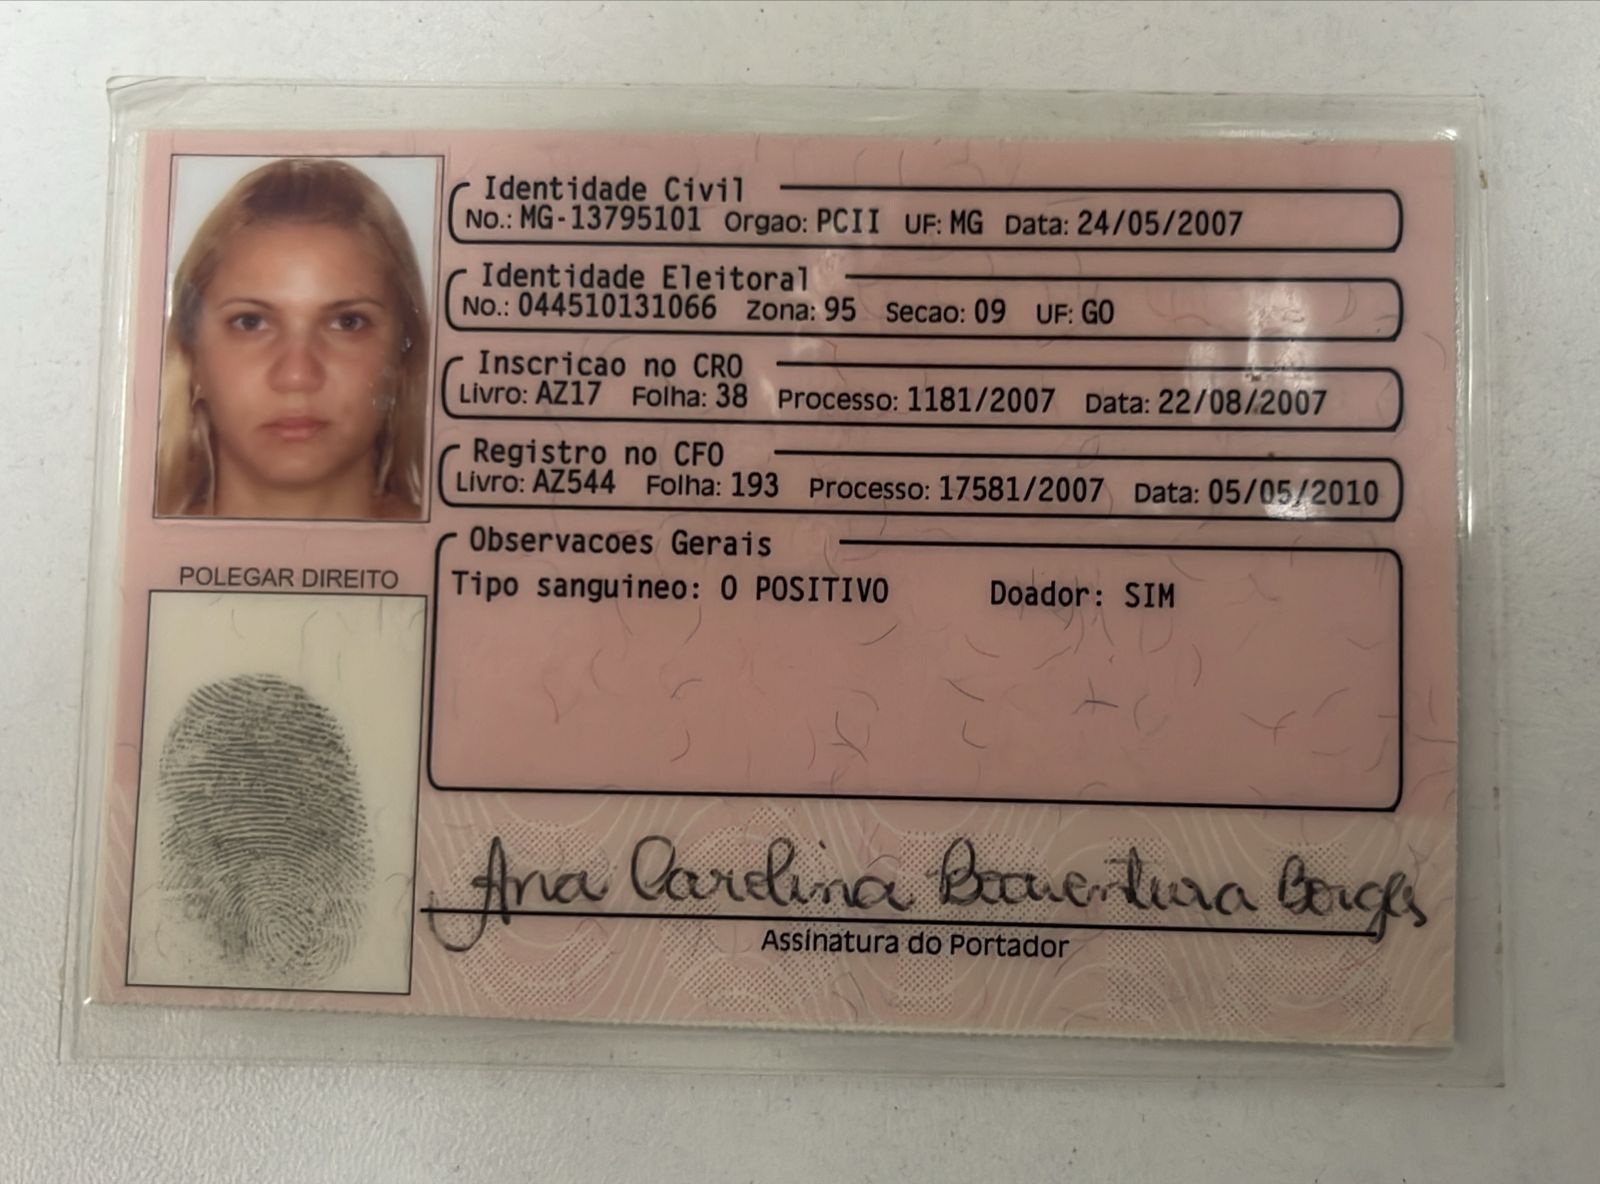 Identidade Civil
No.: MG-13795101 Orgao: PCII UF: MG Data: 24/05/2007
Identidade Eleitoral
No.: 044510131066 Zona: 95 Secao: 09 UF: GO
Inscricao no CRO
Livro: AZ17 Folha: 38 Processo: 1181/2007 Data: 22/08/2007
Registro no CFO
Livro: AZ544 Folha: 193 Processo: 17581/2007 Data: 05/05/2010
Observacoes Gerais
Tipo sanguineo: O POSITIVO Doador: SIM
POLEGAR DIREITO
Ana Carolina Boaventura Borges
Assinatura do Portador